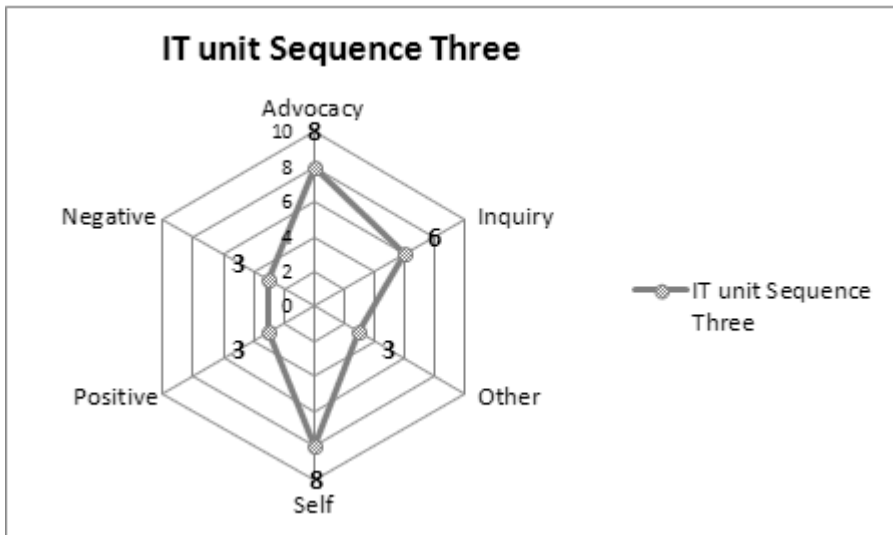 IT unit Sequence Three
Advocacy
8
10
8
6
4
2
0
Negative
Inquiry
6
3
3
3
IT unit Sequence
Three
Positive
Other
8
Self